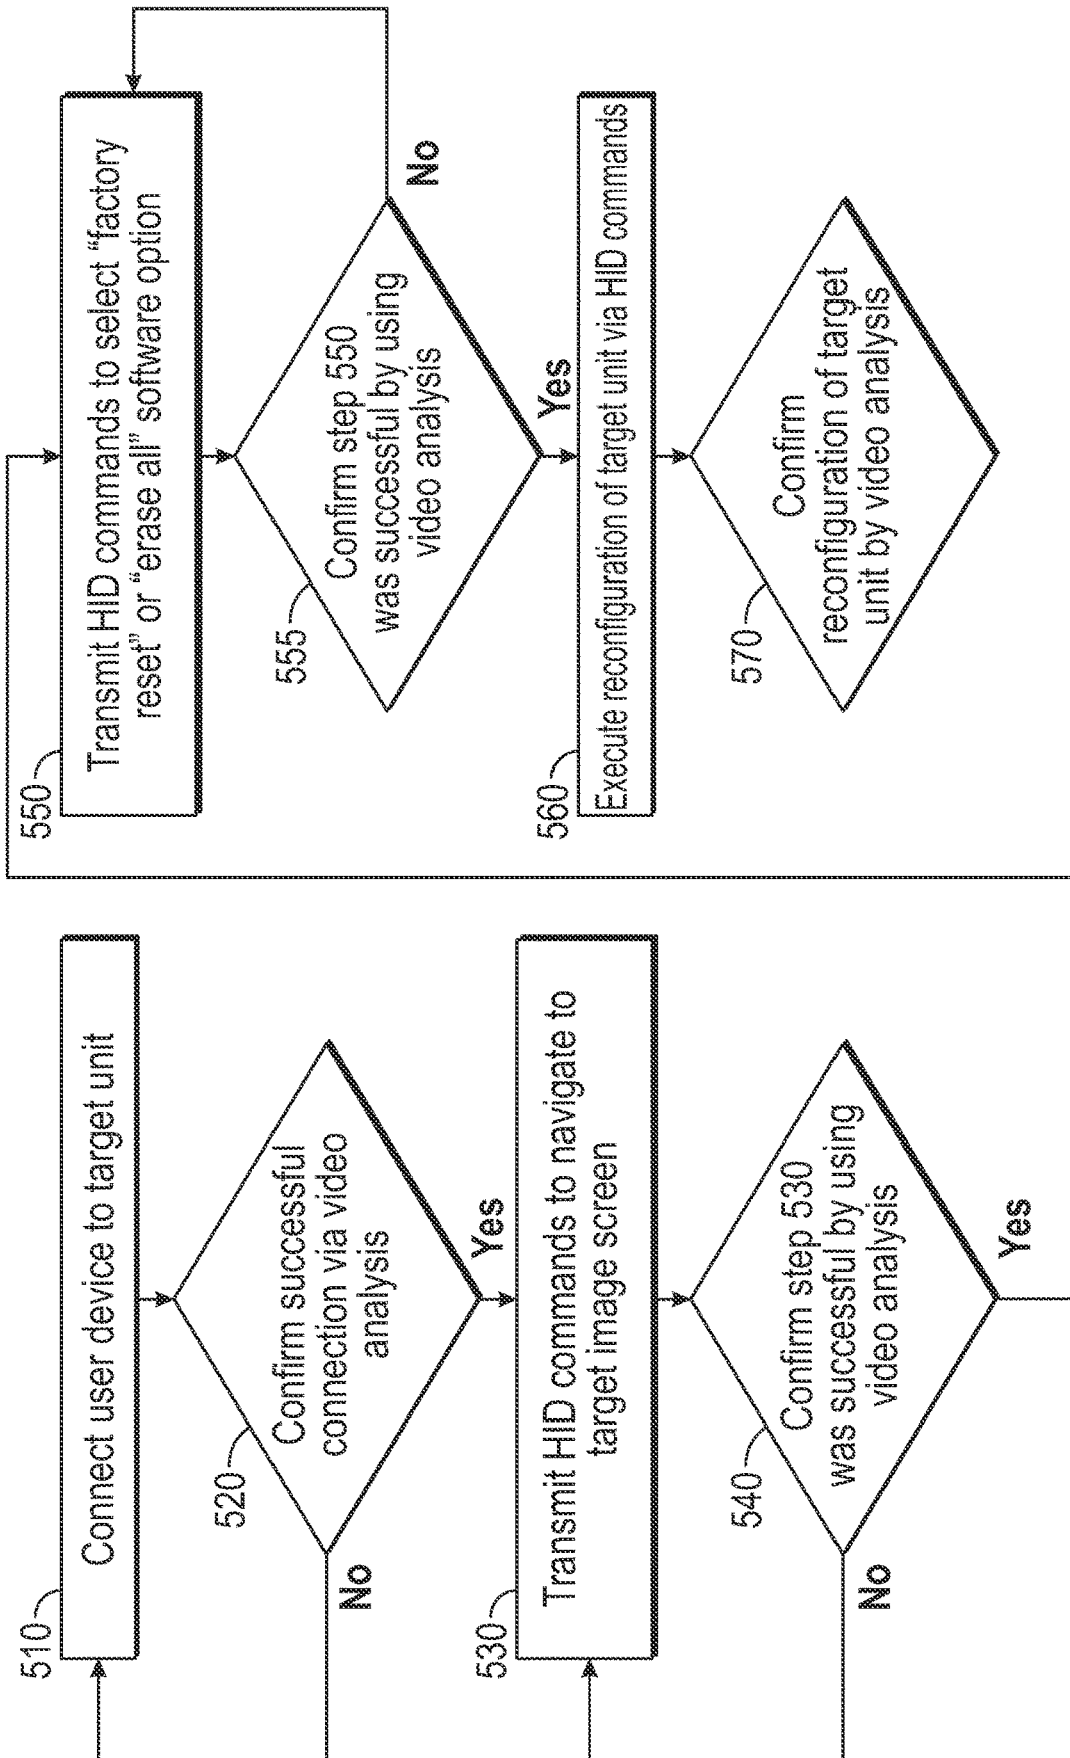 510
Connect user device to target unit
520
Confirm successful
connection via video
analysis
No
Yes
530
Transmit HID commands to navigate to
target image screen
540
Confirm step 530
was successful by using
video analysis
No
Yes
550
Transmit HID commands to select “factory
reset” or “erase all” software option
555
Confirm step 550
was successful by using
video analysis
No
Yes
560
Execute reconfiguration of target unit via HID commands
570
Confirm
reconfiguration of target
unit by video analysis